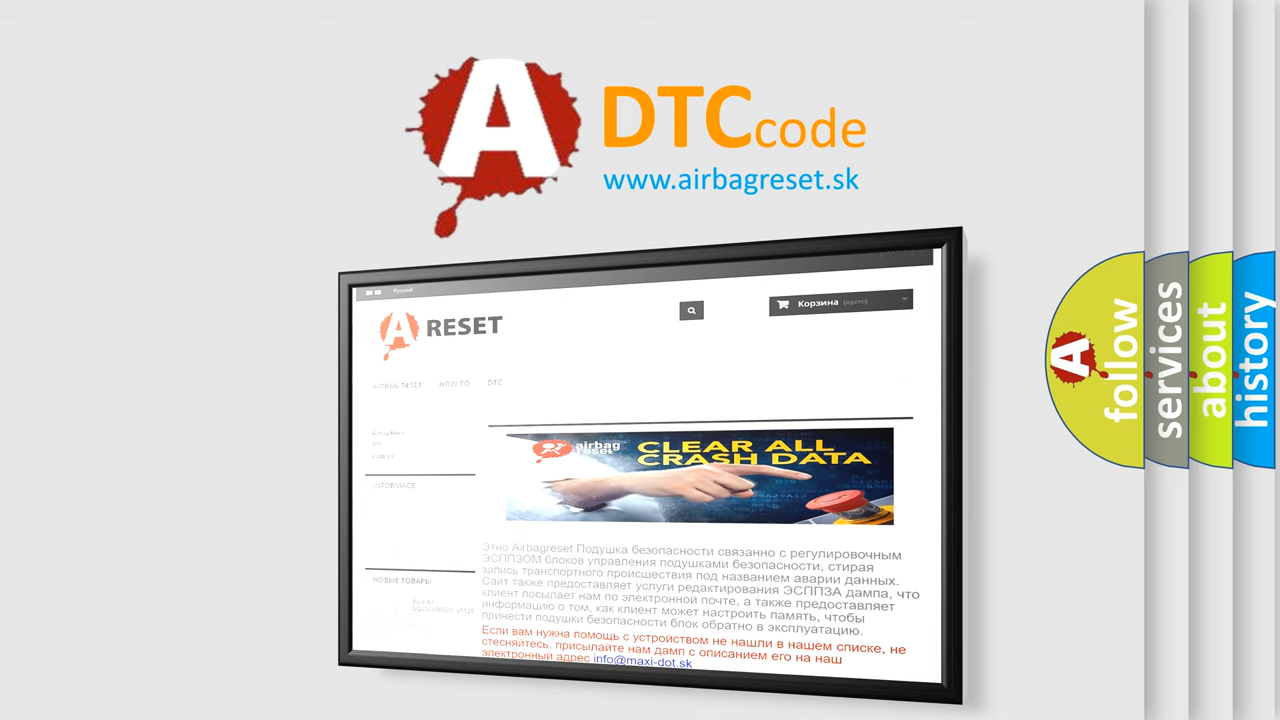 A
DTC code
www.airbagreset.sk
Русский
A RESET
Корзина (пусто)
AIRBAG RESET HOW TO DTC
INFORMACE
НОВЫЕ ТОВАРЫ
airbag
reset
CLEAR ALL
CRASH DATA
Этно Airbagreset Подушка безопасности связанно с регулировочным
ЭСППЗОМ блоков управления подушками безопасности, стирая
запись транспортного происшествия под названием аварии данных.
Сайт также предоставляет услуги редактирования ЭСППЗА дампа, что
клиент посылает нам по электронной почте, а также предоставляет
информацию о том, как клиент может настроить память, чтобы
принести подушки безопасности блок обратно в эксплуатацию.
Если вам нужна помощь с устройством не нашли в нашем списке, не
стесняйтесь, присылайте нам дамп с описанием его на наш
электронный адрес info@maxi-dot.sk
A
follow
services
about
history